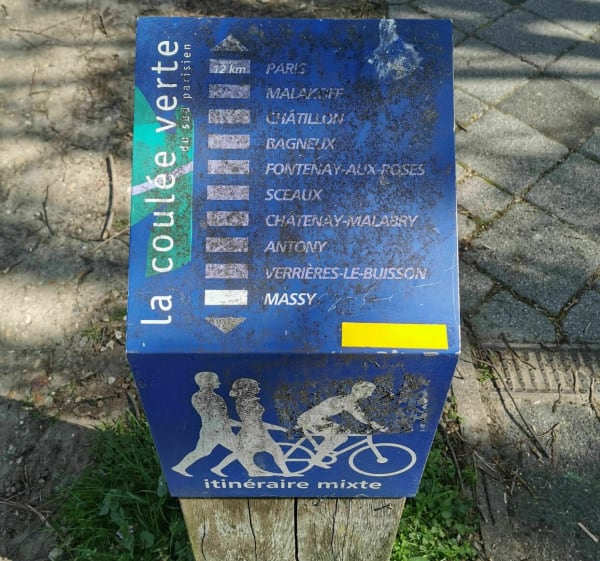 la coulée verte
du sud parisien
12 km PARIS
MALAKOFF
CHÂTILLON
BAGNEUX
FONTENAY-AUX-ROSES
SCEAUX
CHÂTENAY-MALABRY
ANTONY
VERRIÈRES-LE-BUISSON
MASSY
itinéraire mixte